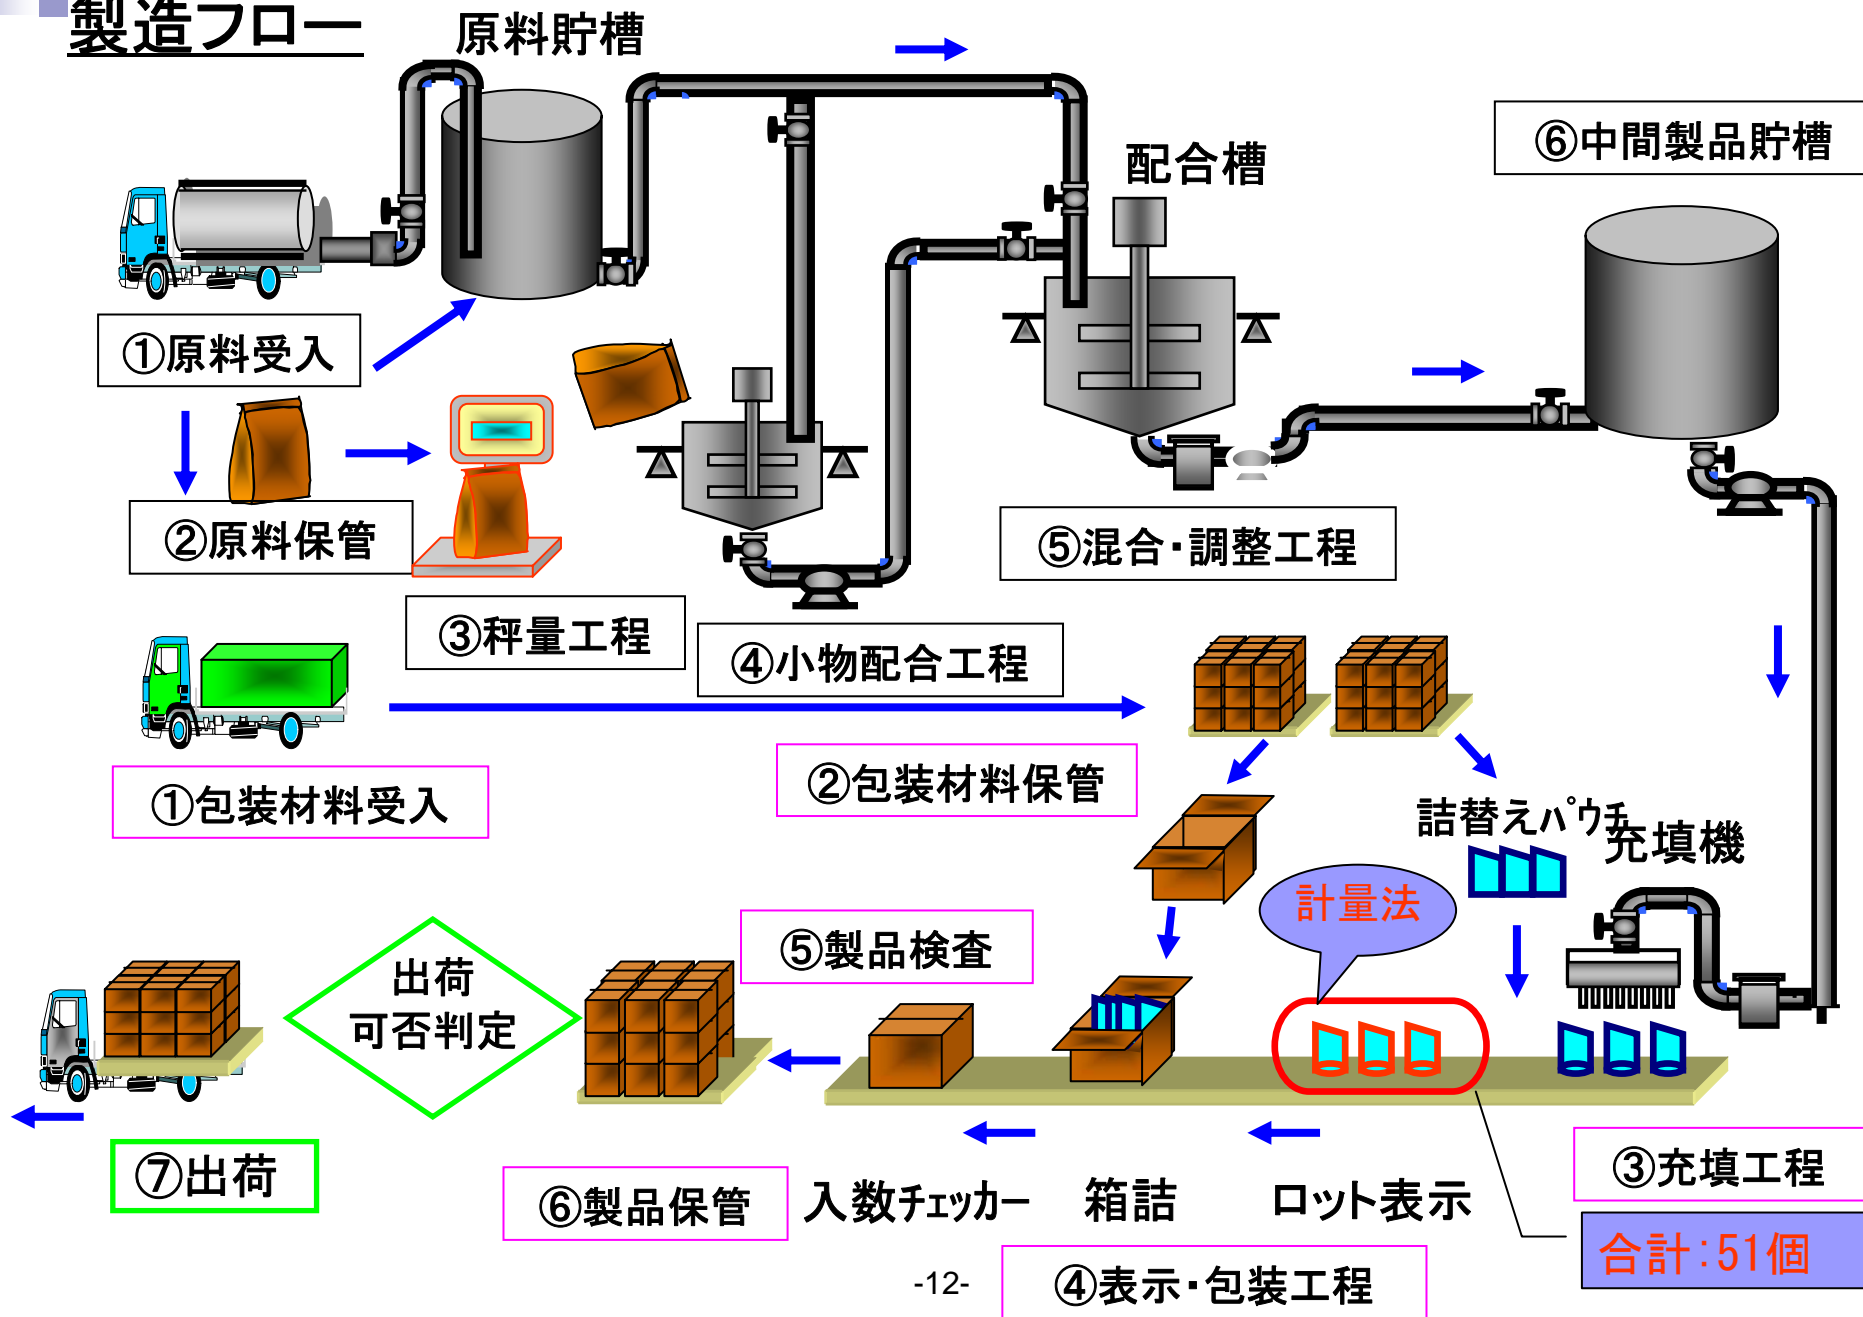 製造フロー
原料貯槽
配合槽
⑥中間製品貯槽
①原料受入
②原料保管
③秤量工程
④小物配合工程
⑤混合・調整工程
①包装材料受入
②包装材料保管
詰替えパウチ
充填機
計量法
⑤製品検査
出荷
可否判定
⑦出荷
⑥製品保管
入数チェッカー
箱詰
ロット表示
③充填工程
合計:51個
④表示・包装工程
-12-